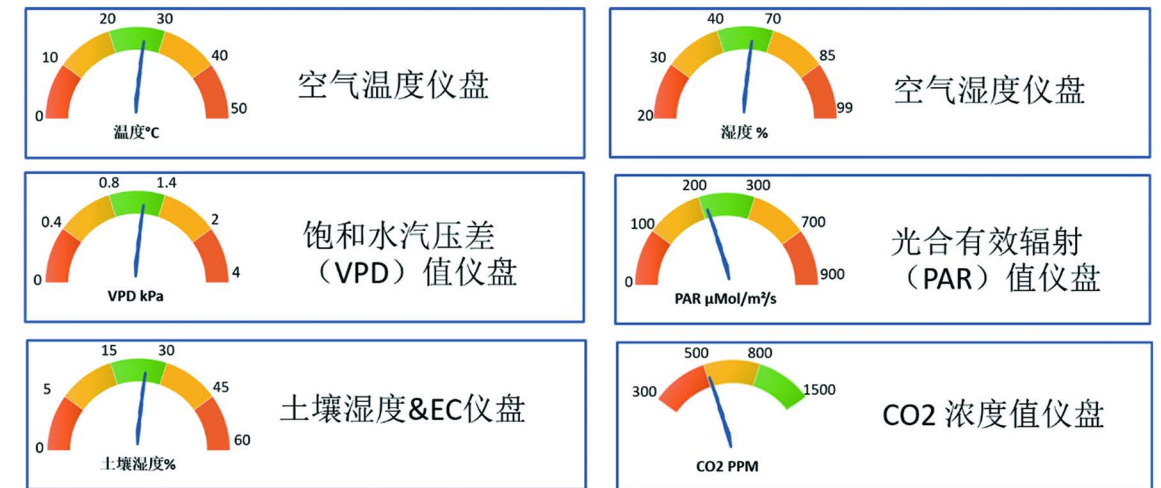 20 30
10 40
0 50
温度°C
空气温度仪盘
40 70
30 85
20 99
湿度 %
空气湿度仪盘
0.8 1.4
0.4 2
0 4
VPD kPa
饱和水汽压差
（VPD）值仪盘
200 300
100 700
0 900
PAR μMol/m²/s
光合有效辐射
（PAR）值仪盘
15 30
5 45
0 60
土壤湿度%
土壤湿度&EC仪盘
500 800
300 1500
CO2 PPM
CO2 浓度值仪盘